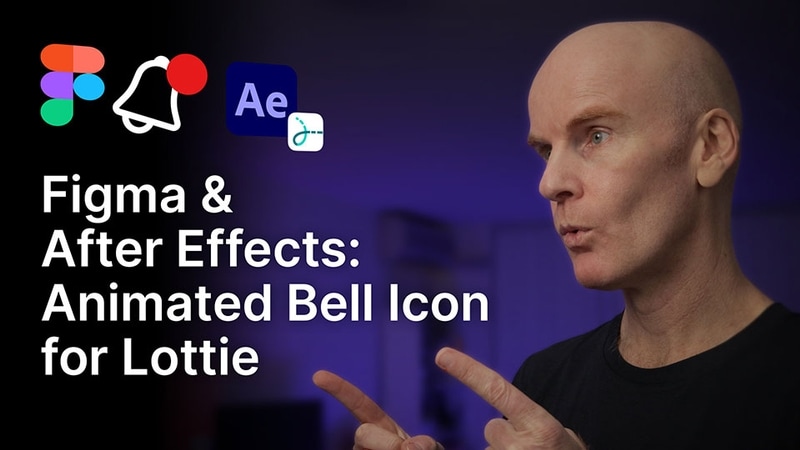 Ae
Figma &
After Effects:
Animated Bell Icon
for Lottie